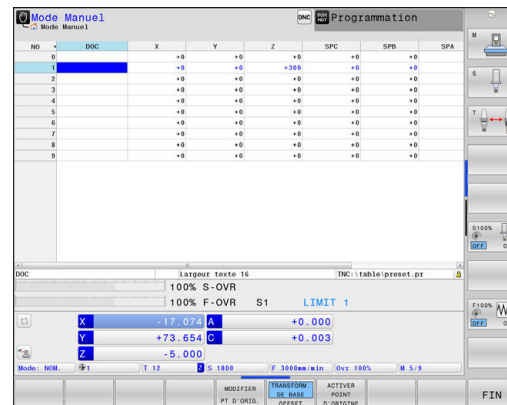 Mode Manuel
Mode Manuel
DNC
Programmation
NO DOC X Y Z SPC SPB SPA
0 +0 +0 +0 +0 +0
1 +0 +0 +300 +0 +0
2 +0 +0 +0 +0 +0
3 +0 +0 +0 +0 +0
4 +0 +0 +0 +0 +0
5 +0 +0 +0 +0 +0
6 +0 +0 +0 +0 +0
7 +0 +0 +0 +0 +0
8 +0 +0 +0 +0 +0
9 +0 +0 +0 +0 +0
DOC Largeur texte 16 TNC:\table\preset.pr
100% S-OVR
100% F-OVR S1 LIMIT 1
X -17.074 A +0.000
Y +73.654 C +0.003
Z -5.000
Mode: NOM. 1 T 12 Z S 1800 F 3000mm/min Ovr 100% M 5/9
MODIFIER
PT D'ORIG.
TRANSFORM.
DE BASE
OFFSET
ACTIVER
POINT
D'ORIGINE
FIN
M
S
T
S100%
OFF
F100%
OFF